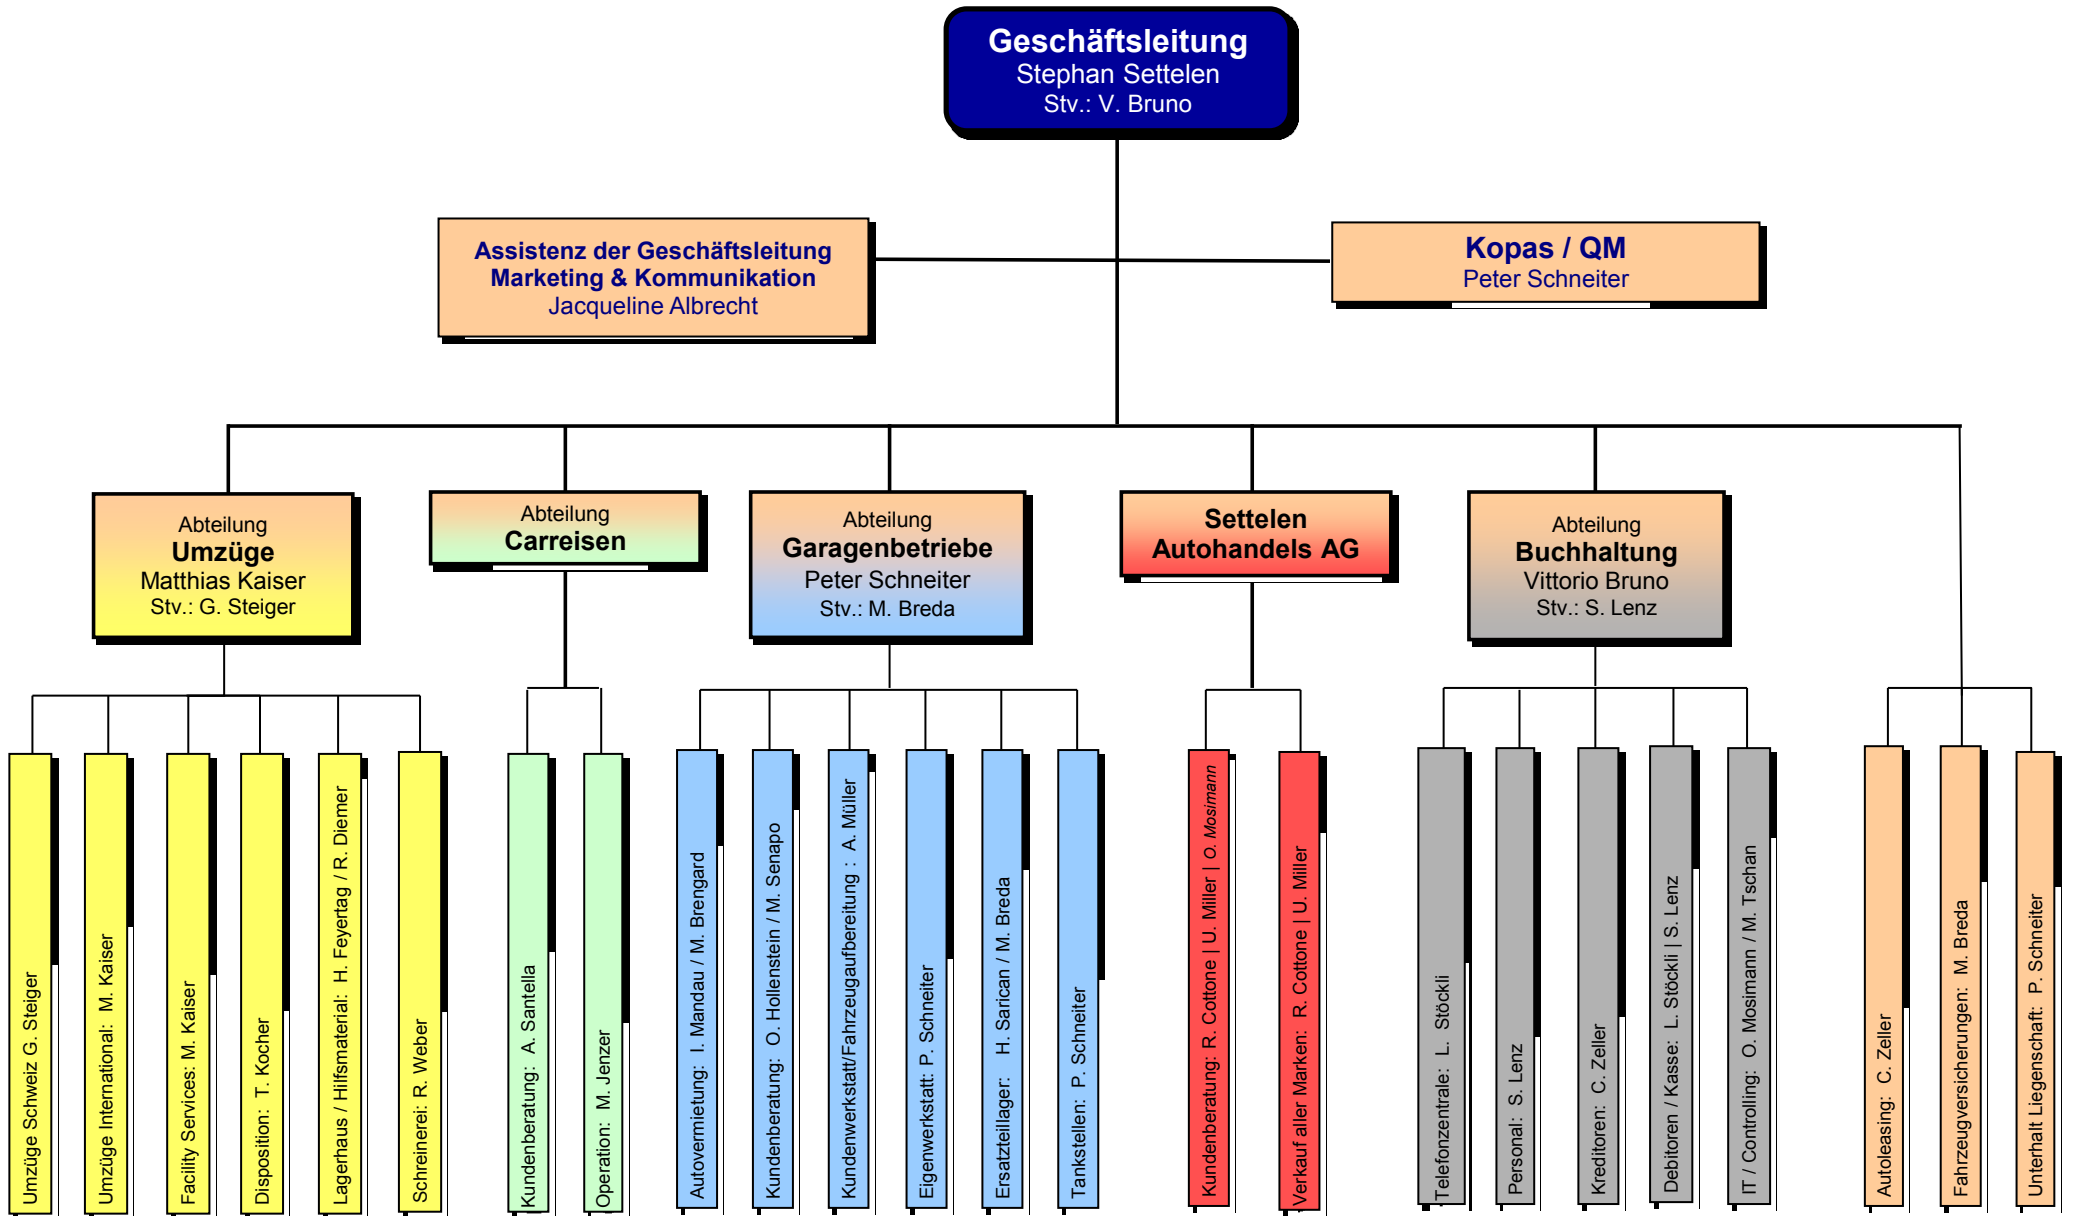 Geschäftsleitung
Stephan Settelen
Stv.: V. Bruno
Assistenz der Geschäftsleitung
Marketing & Kommunikation
Jacqueline Albrecht
Kopas / QM
Peter Schneiter
Abteilung
Umzüge
Matthias Kaiser
Stv.: G. Steiger
Abteilung
Carreisen
Abteilung
Garagenbetriebe
Peter Schneiter
Stv.: M. Breda
Settelen
Autohandels AG
Abteilung
Buchhaltung
Vittorio Bruno
Stv.: S. Lenz
Umzüge Schweiz G. Steiger
Umzüge International: M. Kaiser
Facility Services: M. Kaiser
Disposition: T. Kocher
Lagerhaus / Hilfsmaterial: H. Feyertag / R. Diemer
Schreinerei: R. Weber
Kundenberatung: A. Santella
Operation: M. Jenzer
Autovermietung: I. Mandau / M. Brengard
Kundenberatung: O. Hollenstein / M. Senapo
Kundenwerkstatt/Fahrzeugaufbereitung : A. Müller
Eigenwerkstatt: P. Schneiter
Ersatzteillager: H. Sarican / M. Breda
Tankstellen: P. Schneiter
Kundenberatung: R. Cottone | U. Miller | O. Mosimann
Verkauf aller Marken: R. Cottone | U. Miller
Telefonzentrale: L. Stöckli
Personal: S. Lenz
Kreditoren: C. Zeller
Debitoren / Kasse: L. Stöckli | S. Lenz
IT / Controlling: O. Mosimann / M. Tschan
Autoleasing: C. Zeller
Fahrzeugversicherungen: M. Breda
Unterhalt Liegenschaft: P. Schneiter